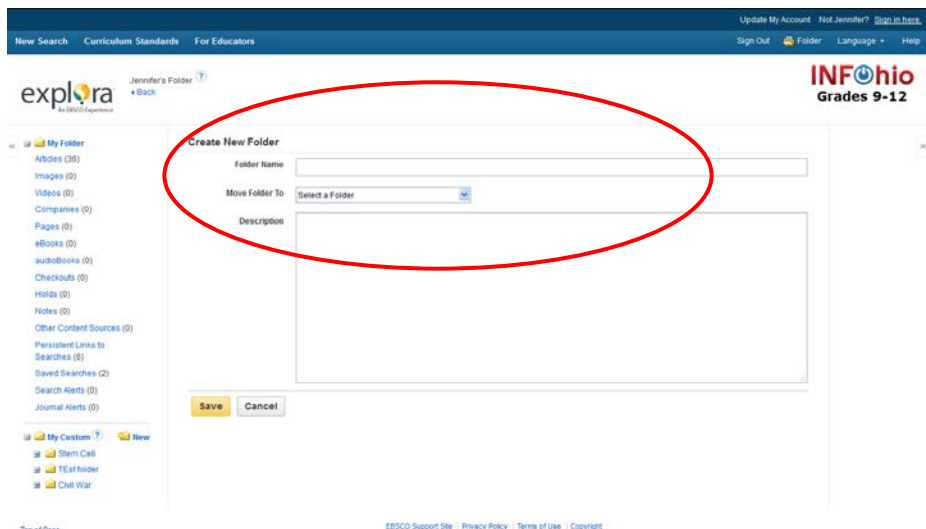 Update My Account Not Jennifer? Sign in here.
New Search Curriculum Standards For Educators Sign Out Folder Language Help
explora
An EBSCO Experience
Jennifer's Folder ?
Back
INFOhio
Grades 9-12
My Folder
Articles (36)
Images (0)
Videos (0)
Companies (0)
Pages (0)
eBooks (0)
audioBooks (0)
Checkouts (0)
Holds (0)
Notes (0)
Other Content Sources (0)
Persistent Links to
Searches (6)
Saved Searches (2)
Search Alerts (0)
Journal Alerts (0)
My Custom ? New
Stem Cell
TEst folder
Civil War
Create New Folder
Folder Name
Move Folder To Select a Folder
Description
Save Cancel
Top of Page
EBSCO Support Site | Privacy Policy | Terms of Use | Copyright